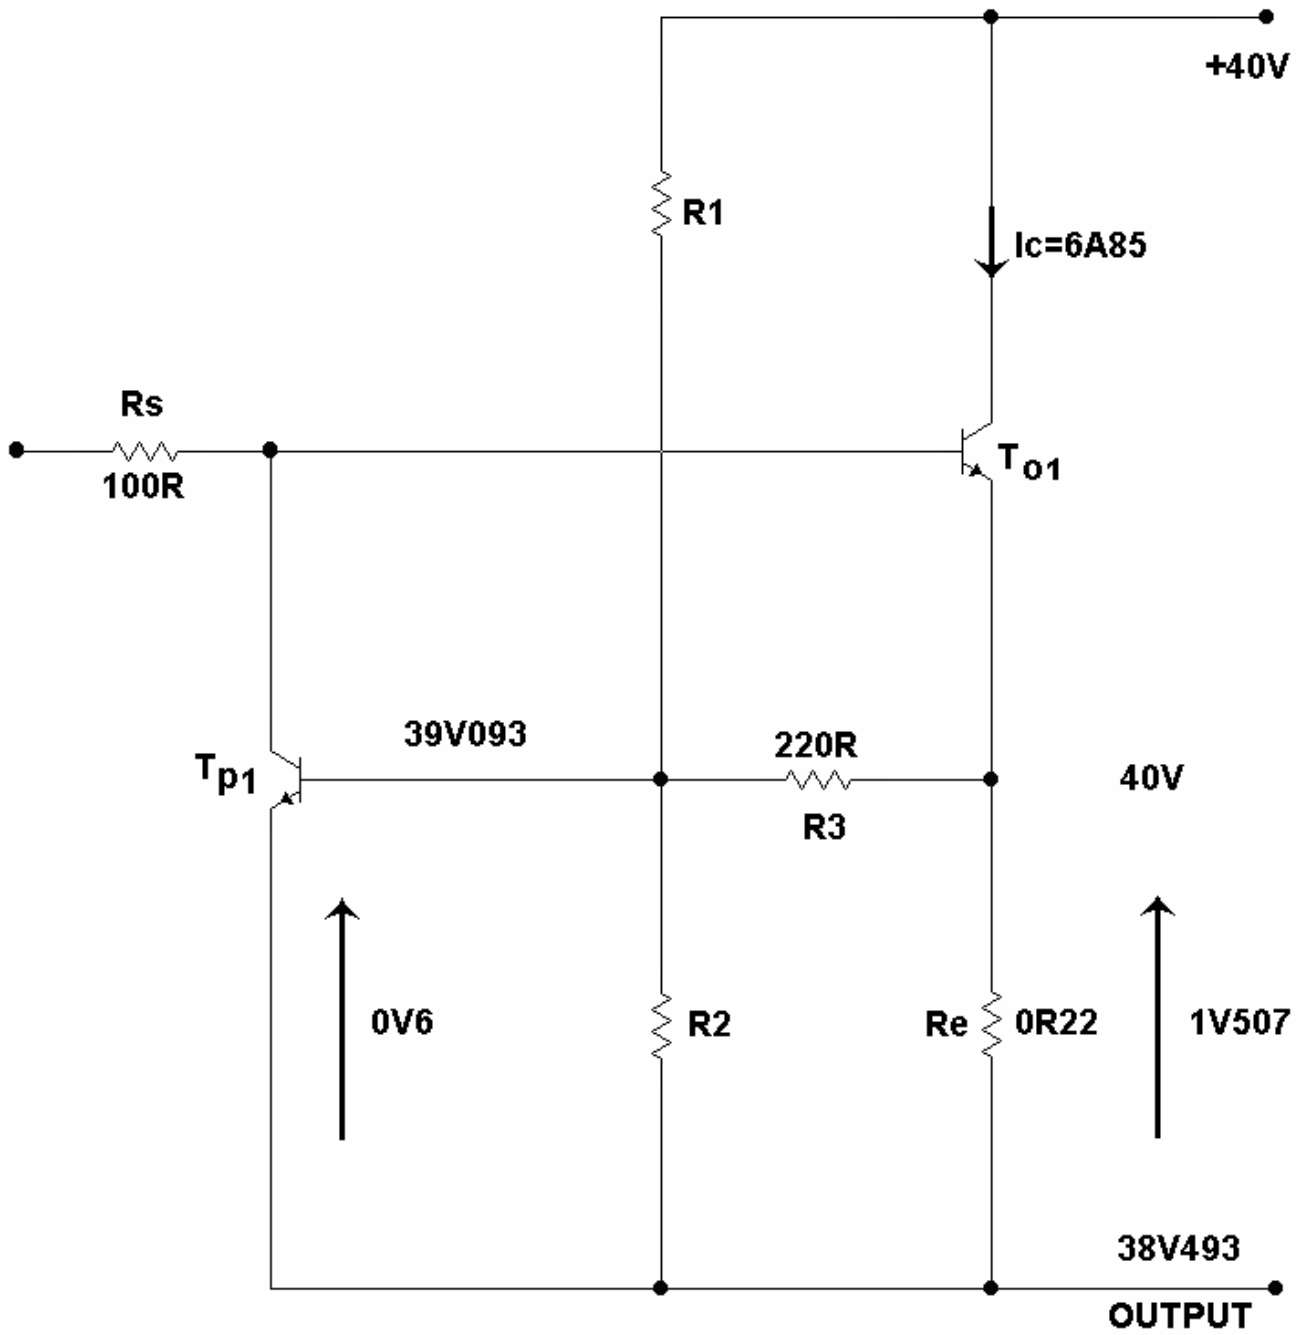 +40V
R1
Ic=6A85
Rs
100R
To1
39V093
220R
Tp1
40V
R3
0V6
R2
Re
0R22
1V507
38V493
OUTPUT